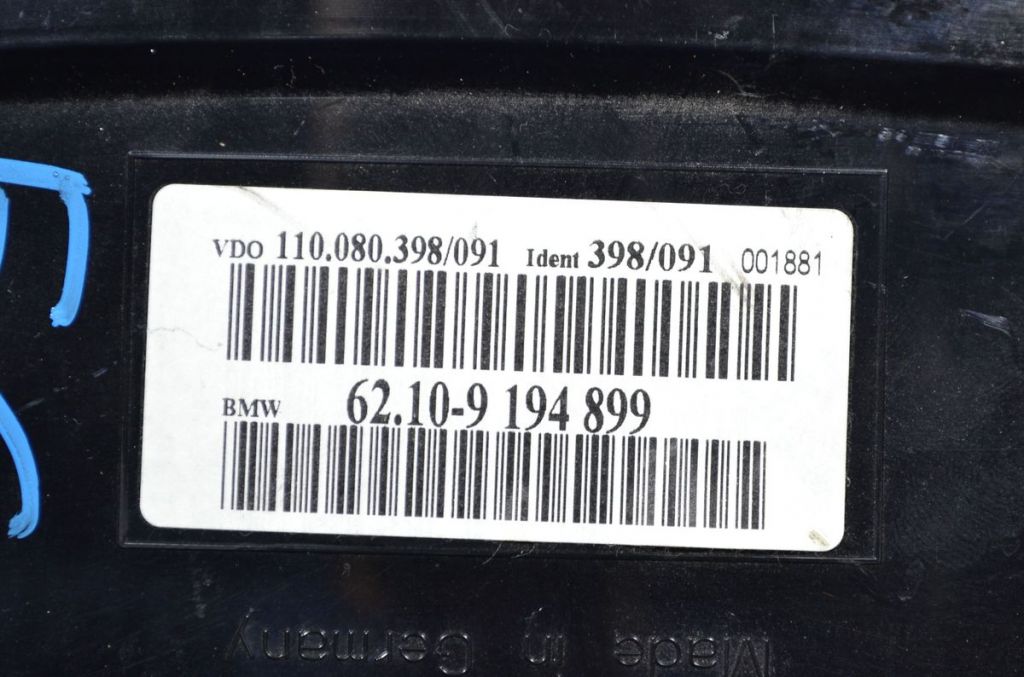 VDO 110.080.398/091 Ident 398/091 001881
BMW 62.10-9 194 899
Made in Germany